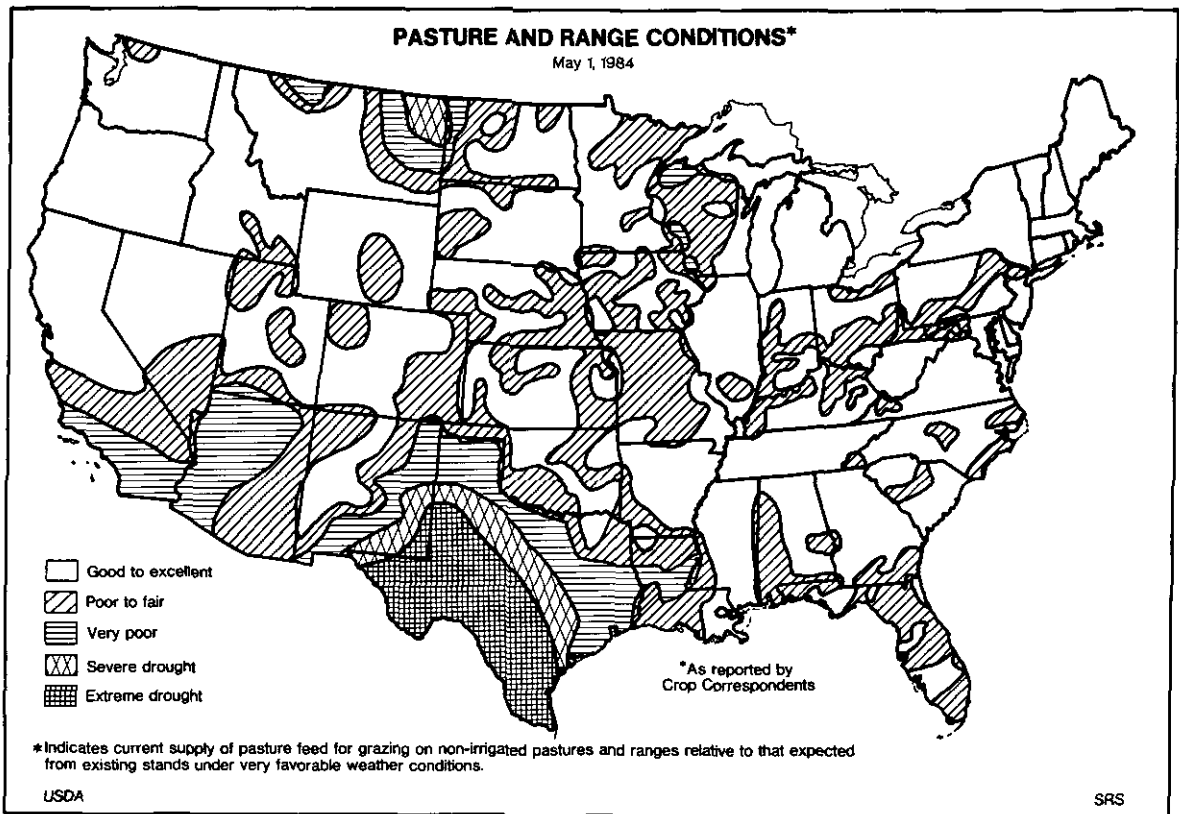 PASTURE AND RANGE CONDITIONS*
May 1, 1984
Good to excellent
Poor to fair
Very poor
Severe drought
Extreme drought
*As reported by
Crop Correspondents
*Indicates current supply of pasture feed for grazing on non-irrigated pastures and ranges relative to that expected
from existing stands under very favorable weather conditions.
USDA
SRS